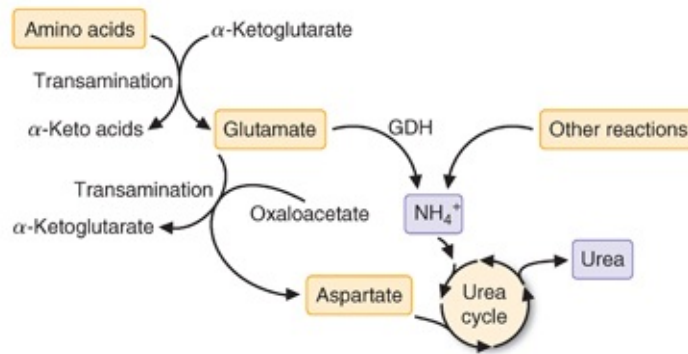 Amino acids
α-Ketoglutarate
Transamination
α-Keto acids
Glutamate
GDH
Other reactions
Transamination
Oxaloacetate
α-Ketoglutarate
NH₄⁺
Urea
Aspartate
Urea
cycle